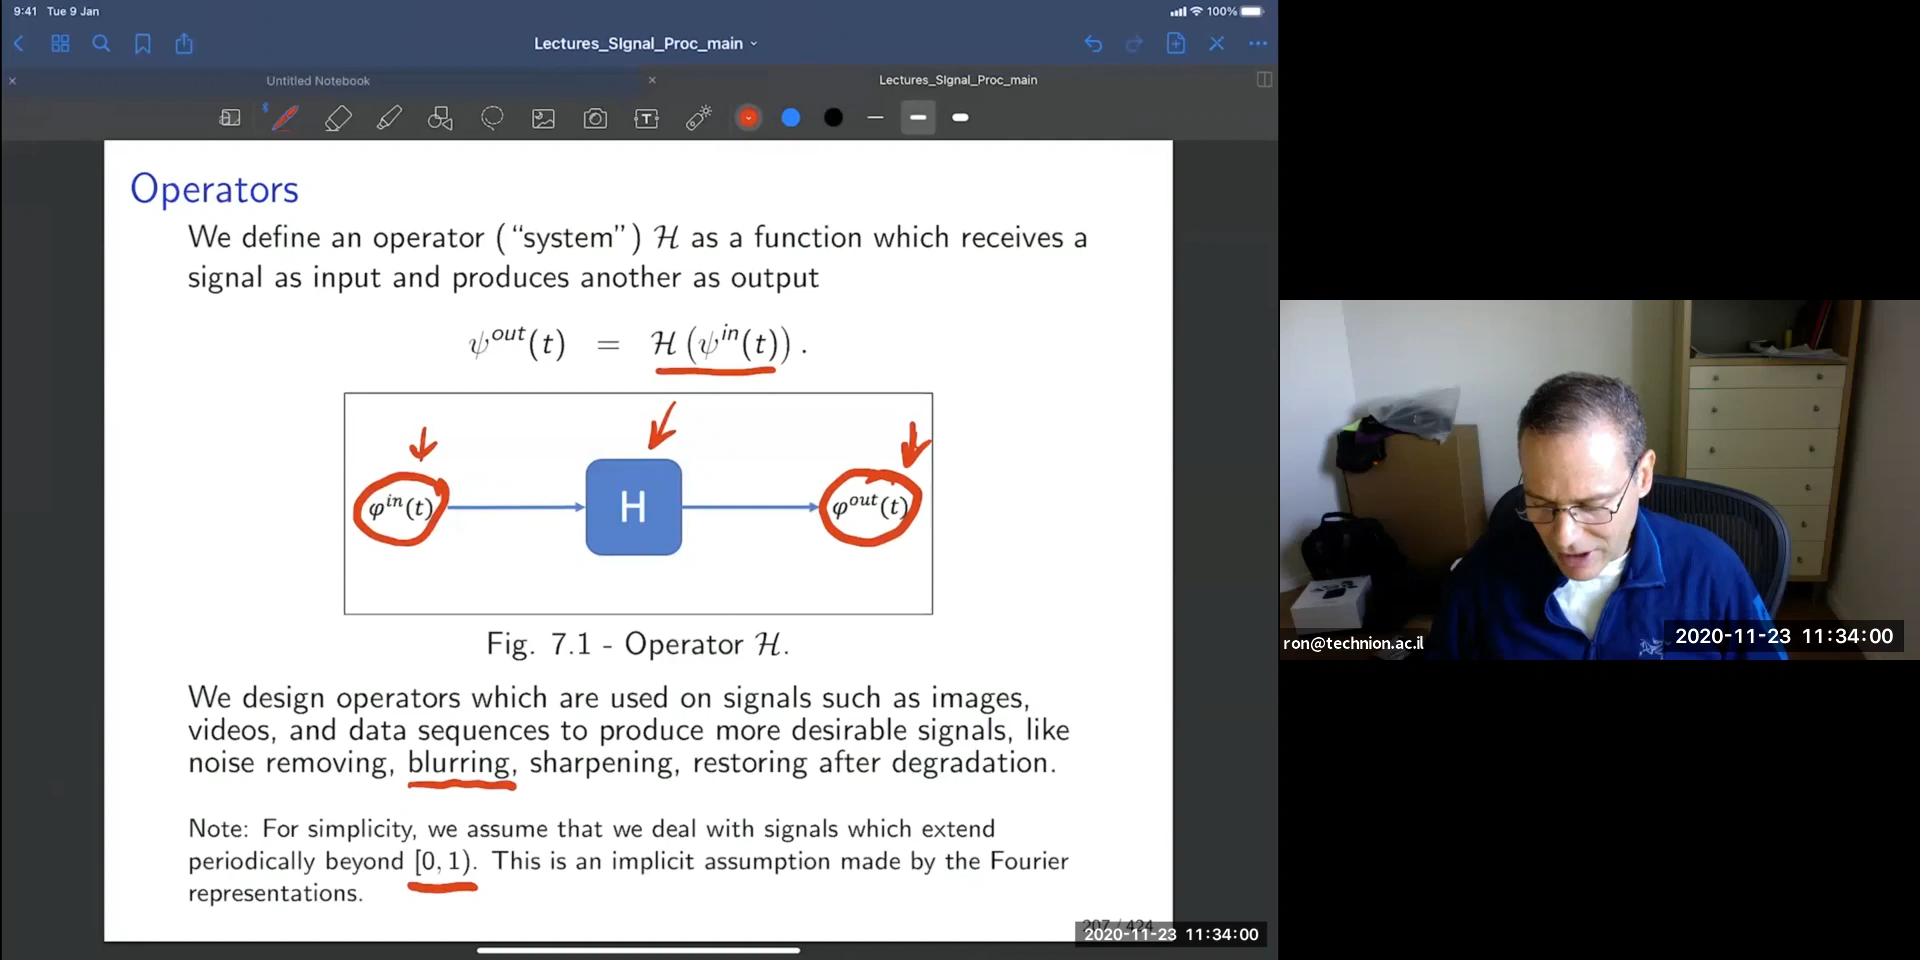 9:41 Tue 9 Jan
100%
Lectures_SIgnal_Proc_main
Untitled Notebook
Lectures_SIgnal_Proc_main
T
Operators
We define an operator (“system”) ℋ as a function which receives a
signal as input and produces another as output
ψ^out(t) = ℋ(ψ^in(t)).
φ^in(t)
H
φ^out(t)
Fig. 7.1 - Operator ℋ.
We design operators which are used on signals such as images,
videos, and data sequences to produce more desirable signals, like
noise removing, blurring, sharpening, restoring after degradation.
Note: For simplicity, we assume that we deal with signals which extend
periodically beyond [0, 1). This is an implicit assumption made by the Fourier
representations.
207 / 424
2020-11-23 11:34:00
2020-11-23 11:34:00
ron@technion.ac.il